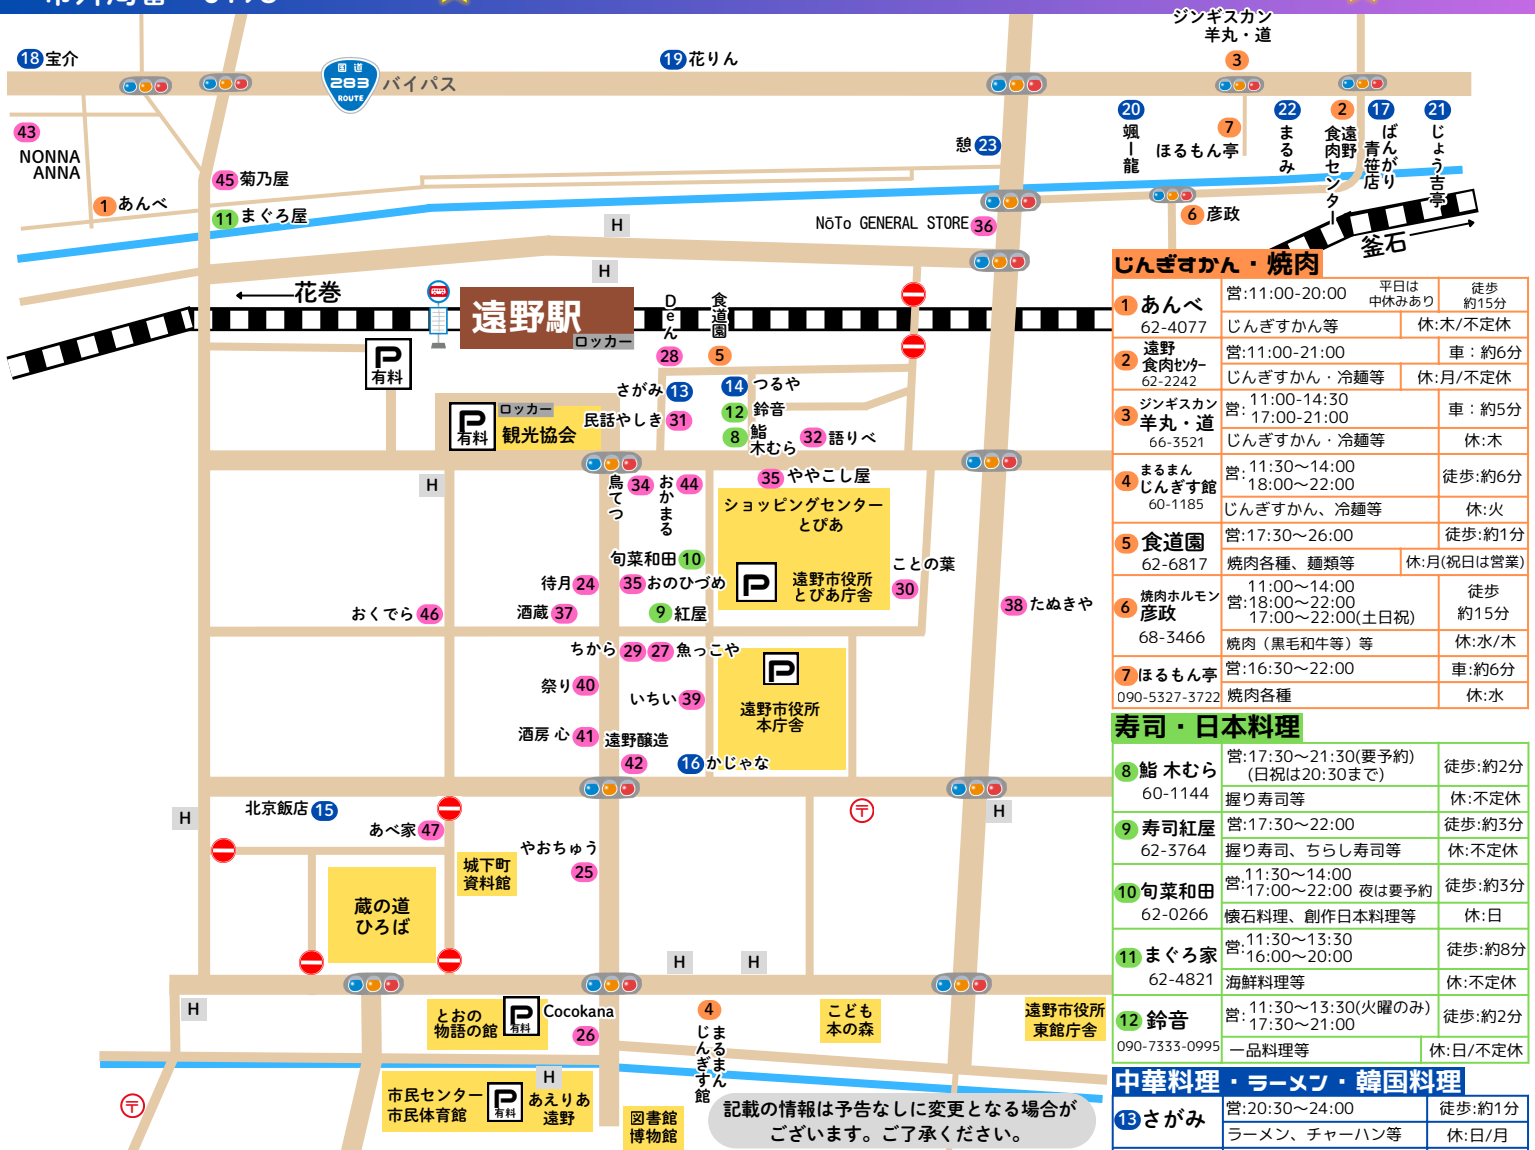 18 宝介
国道
283
ROUTE
バイパス
19 花りん
ジンギスカン
羊丸・道
3
43
NONNA
ANNA
1 あんべ
45 菊乃屋
11 まぐろ屋
憩 23
20
颯一龍
7
ほるもん亭
22
まるみ
2
遠野
食肉センター
17
ばんがり
青笹店
21
じょう吉亭
6 彦政
NōTo GENERAL STORE 36
H
H
釜石
花巻
遠野駅
ロッカー
Deん
28
食道園
5
P
有料
さがみ 13
14 つるや
12 鈴音
民話やしき 31
8 鮨
木むら
32 語りべ
P
有料
ロッカー
観光協会
H
鳥てつ
34
おかまる
44
35 ややこし屋
ショッピングセンター
とぴあ
P
遠野市役所
とぴあ庁舎
旬菜和田 10
待月 24
35 おのひづめ
ことの葉
30
おくでら 46
酒蔵 37
9 紅屋
38 たぬきや
ちから 29
27 魚っこや
祭り 40
いちい 39
P
遠野市役所
本庁舎
酒房 心 41
遠野醸造
42
16 かじゃな
H
北京飯店 15
あべ家 47
〒
H
やおちゅう
25
城下町
資料館
蔵の道
ひろば
H
H
H
とおの
物語の館
P
有料
Cocokana
26
4
まるまん
じんぎす館
こども
本の森
遠野市役所
東館庁舎
〒
市民センター
市民体育館
P
有料
H
あえりあ
遠野
図書館
博物館
記載の情報は予告なしに変更となる場合が
ございます。ご了承ください。
じんぎすかん・焼肉
1 あんべ
62-4077
営:11:00-20:00
平日は
中休みあり
徒歩
約15分
じんぎすかん等
休:木/不定休
2 遠野
食肉センター
62-2242
営:11:00-21:00
車：約6分
じんぎすかん・冷麺等
休:月/不定休
3 ジンギスカン
羊丸・道
66-3521
営: 11:00-14:30
17:00-21:00
車：約5分
じんぎすかん・冷麺等
休:木
4 まるまん
じんぎす館
60-1185
営: 11:30～14:00
18:00～22:00
徒歩:約6分
じんぎすかん、冷麺等
休:火
5 食道園
62-6817
営:17:30～26:00
徒歩:約1分
焼肉各種、麺類等
休:月(祝日は営業)
6 焼肉ホルモン
彦政
68-3466
11:00～14:00
営:18:00～22:00
17:00～22:00(土日祝)
徒歩
約15分
焼肉（黒毛和牛等）等
休:水/木
7 ほるもん亭
090-5327-3722
営:16:30～22:00
車:約6分
焼肉各種
休:水
寿司・日本料理
8 鮨 木むら
60-1144
営:17:30～21:30(要予約)
(日祝は20:30まで)
徒歩:約2分
握り寿司等
休:不定休
9 寿司紅屋
62-3764
営:17:30～22:00
徒歩:約3分
握り寿司、ちらし寿司等
休:不定休
10 旬菜和田
62-0266
営:11:30～14:00
17:00～22:00 夜は要予約
徒歩:約3分
懐石料理、創作日本料理等
休:日
11 まぐろ家
62-4821
営:11:30～13:30
16:00～20:00
徒歩:約8分
海鮮料理等
休:不定休
12 鈴音
090-7333-0995
営: 11:30～13:30(火曜のみ)
17:30～21:00
徒歩:約2分
一品料理等
休:日/不定休
中華料理・ラーメン・韓国料理
13 さがみ
営:20:30～24:00
徒歩:約1分
ラーメン、チャーハン等
休:日/月